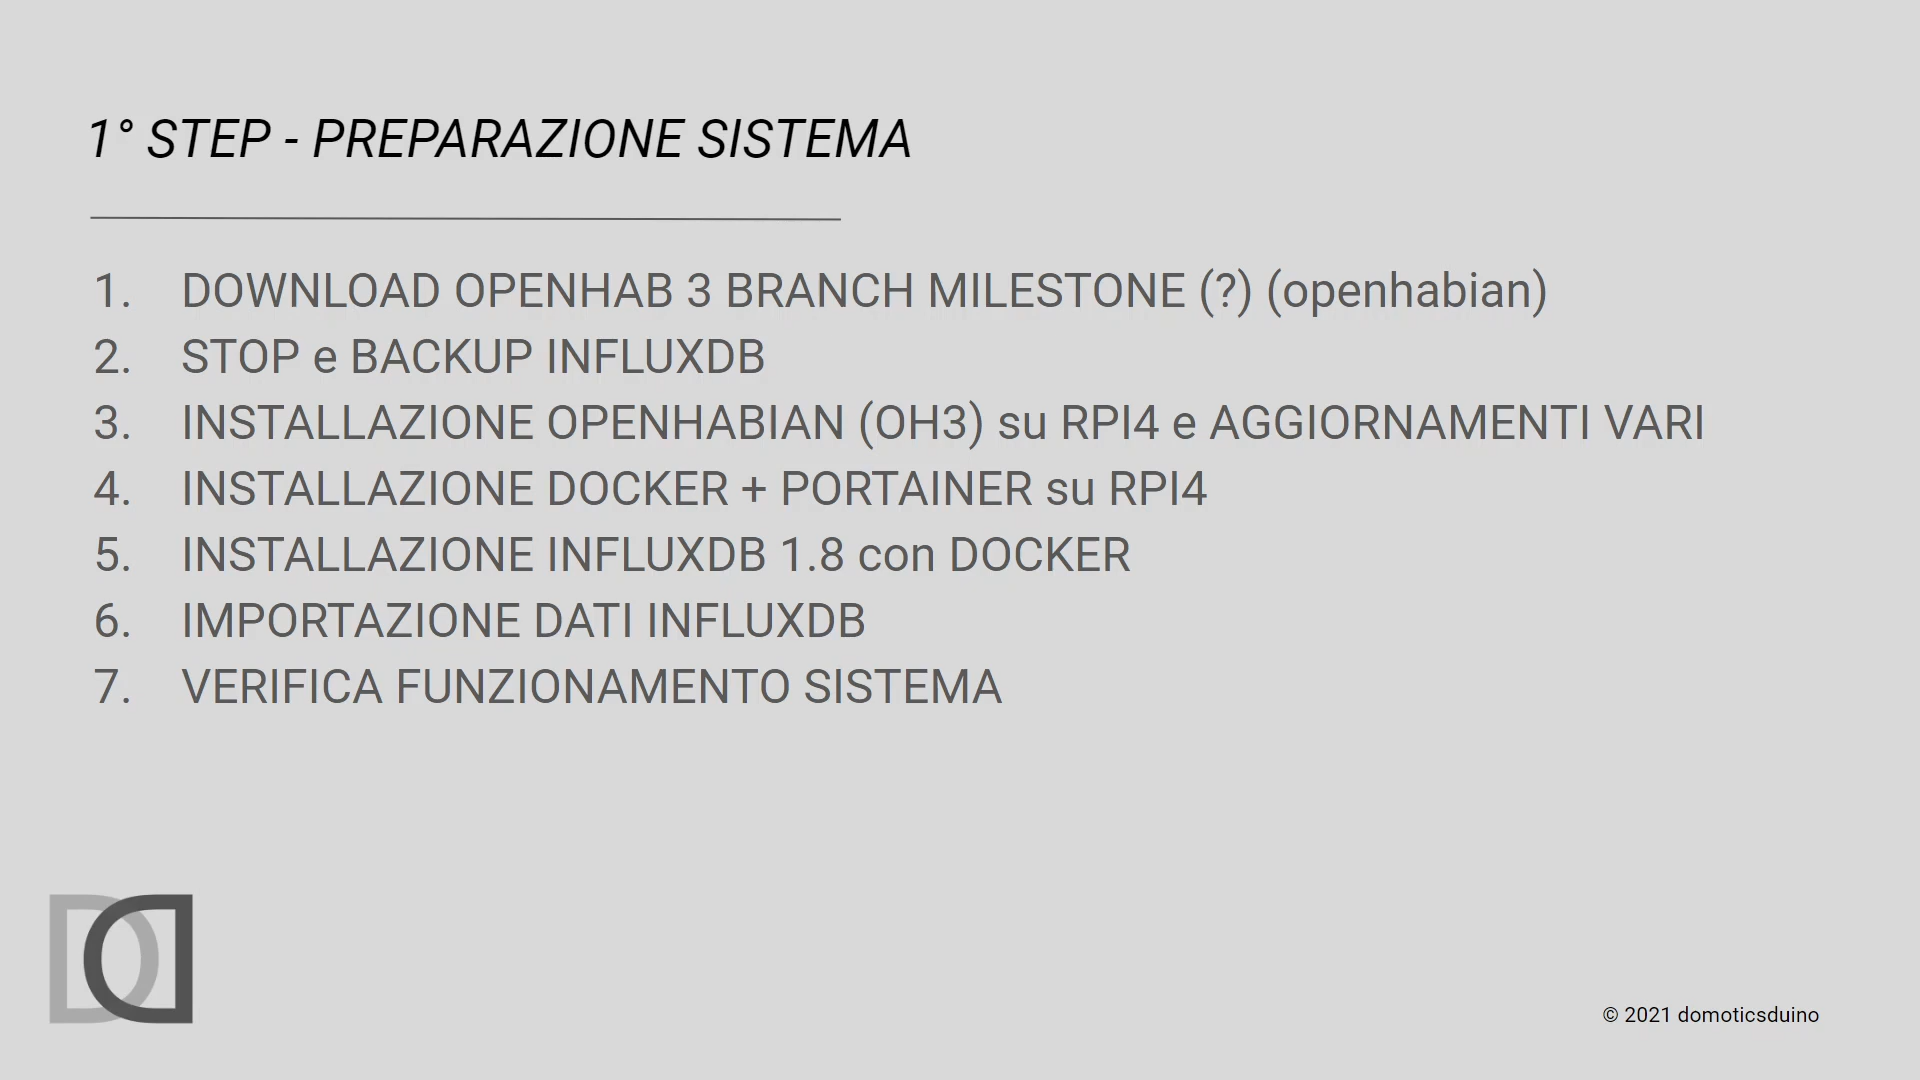 1° STEP - PREPARAZIONE SISTEMA
1. DOWNLOAD OPENHAB 3 BRANCH MILESTONE (?) (openhabian)
2. STOP e BACKUP INFLUXDB
3. INSTALLAZIONE OPENHABIAN (OH3) su RPI4 e AGGIORNAMENTI VARI
4. INSTALLAZIONE DOCKER + PORTAINER su RPI4
5. INSTALLAZIONE INFLUXDB 1.8 con DOCKER
6. IMPORTAZIONE DATI INFLUXDB
7. VERIFICA FUNZIONAMENTO SISTEMA
© 2021 domoticsduino